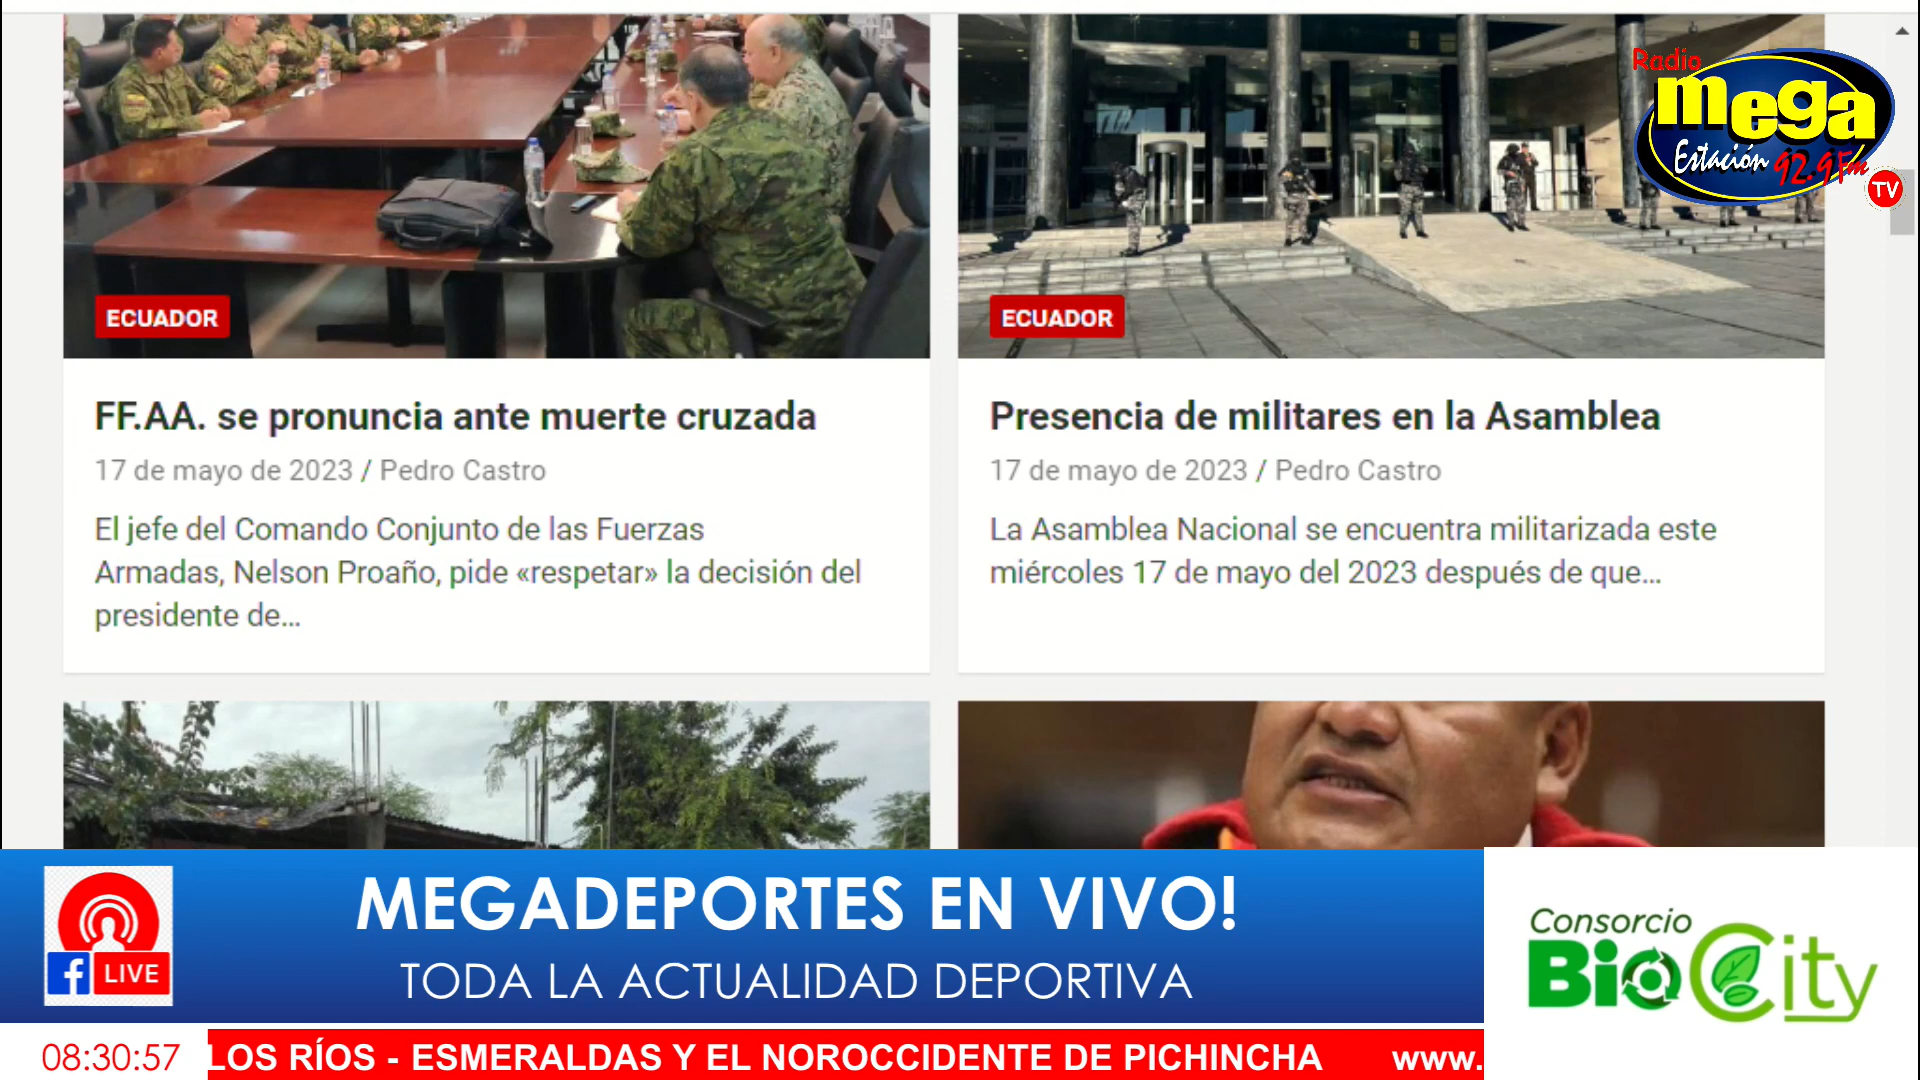 Radio
mega
Estación 92.9 Fm
TV
ECUADOR
FF.AA. se pronuncia ante muerte cruzada
17 de mayo de 2023 / Pedro Castro
El jefe del Comando Conjunto de las Fuerzas
Armadas, Nelson Proaño, pide «respetar» la decisión del
presidente de...
ECUADOR
Presencia de militares en la Asamblea
17 de mayo de 2023 / Pedro Castro
La Asamblea Nacional se encuentra militarizada este
miércoles 17 de mayo del 2023 después de que...
f LIVE
MEGADEPORTES EN VIVO!
TODA LA ACTUALIDAD DEPORTIVA
Consorcio
BioCity
08:30:57
LOS RÍOS - ESMERALDAS Y EL NOROCCIDENTE DE PICHINCHA www.